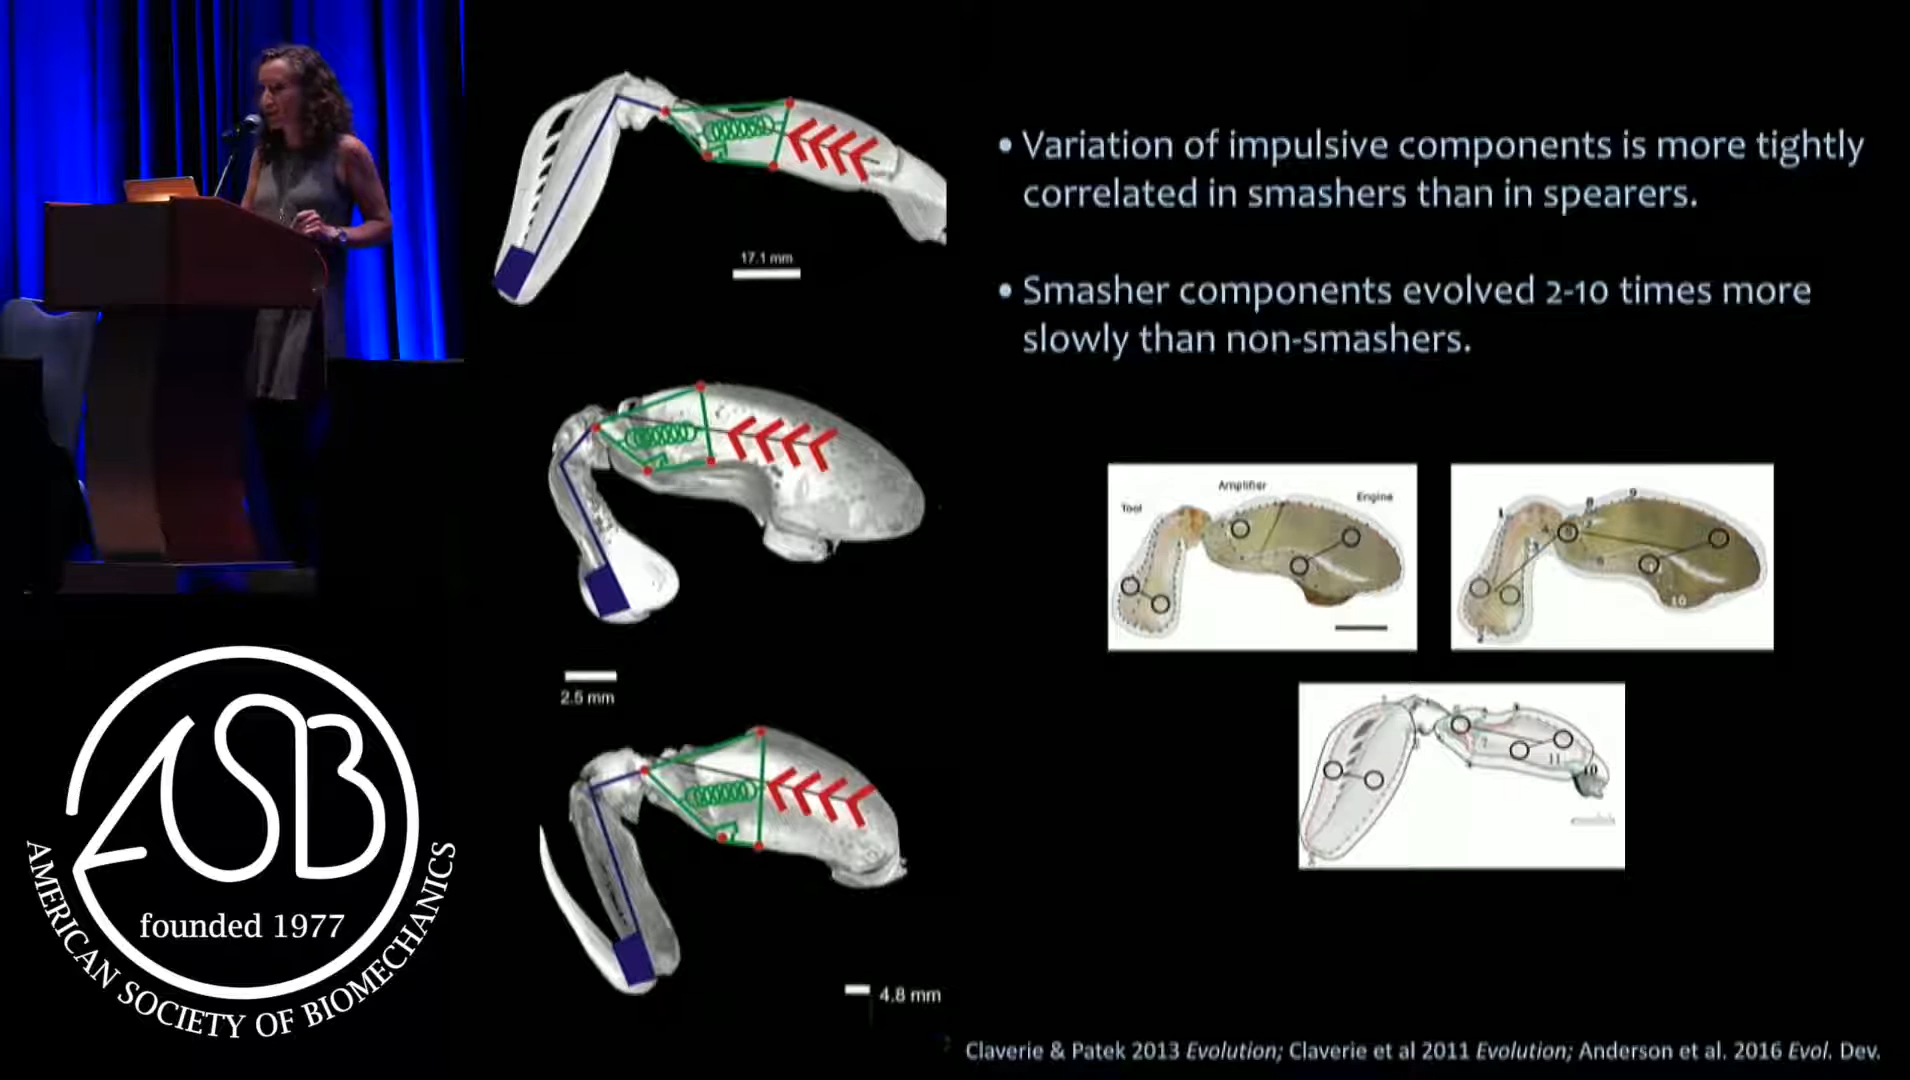 17.1 mm
2.5 mm
4.8 mm
• Variation of impulsive components is more tightly
correlated in smashers than in spearers.
• Smasher components evolved 2-10 times more
slowly than non-smashers.
Tool
Amplifier
Engine
ASB
founded 1977
AMERICAN SOCIETY OF BIOMECHANICS
Claverie & Patek 2013 Evolution; Claverie et al 2011 Evolution; Anderson et al. 2016 Evol. Dev.